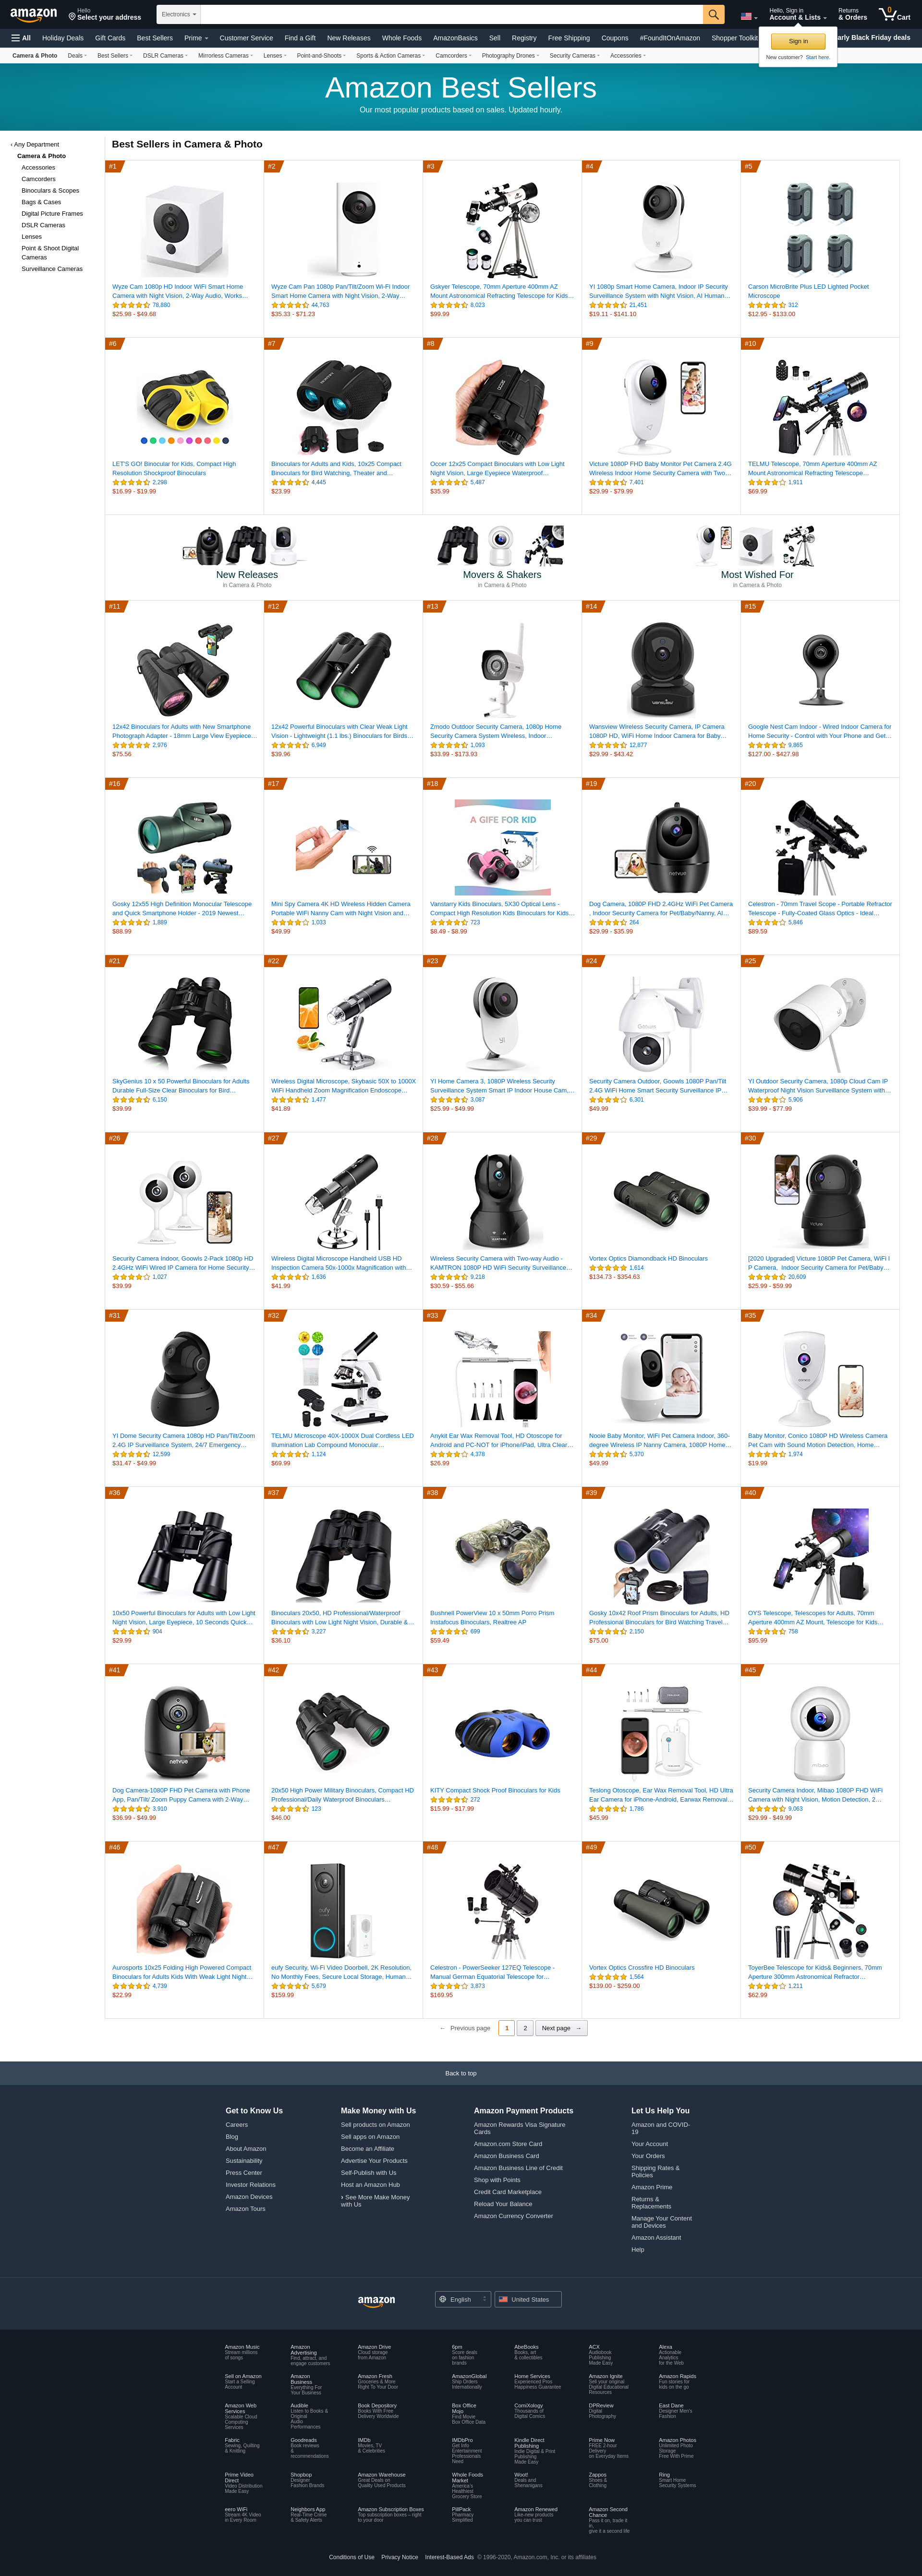 amazon
Hello
Select your address
Electronics
Hello, Sign in
Account & Lists
Returns
& Orders
0
Cart
All
Holiday Deals
Gift Cards
Best Sellers
Prime
Customer Service
Find a Gift
New Releases
Whole Foods
AmazonBasics
Sell
Registry
Free Shipping
Coupons
#FoundItOnAmazon
Shopper Toolkit
arly Black Friday deals
Sign in
New customer? Start here.
Camera & Photo
Deals
Best Sellers
DSLR Cameras
Mirrorless Cameras
Lenses
Point-and-Shoots
Sports & Action Cameras
Camcorders
Photography Drones
Security Cameras
Accessories
Amazon Best Sellers
Our most popular products based on sales. Updated hourly.
‹ Any Department
Camera & Photo
Accessories
Camcorders
Binoculars & Scopes
Bags & Cases
Digital Picture Frames
DSLR Cameras
Lenses
Point & Shoot Digital
Cameras
Surveillance Cameras
Best Sellers in Camera & Photo
#1
Wyze Cam 1080p HD Indoor WiFi Smart Home
Camera with Night Vision, 2-Way Audio, Works…
78,880
$25.98 - $49.68
#2
Wyze Cam Pan 1080p Pan/Tilt/Zoom Wi-Fi Indoor
Smart Home Camera with Night Vision, 2-Way…
44,763
$35.33 - $71.23
#3
Gskyer Telescope, 70mm Aperture 400mm AZ
Mount Astronomical Refracting Telescope for Kids…
8,023
$99.99
#4
YI 1080p Smart Home Camera, Indoor IP Security
Surveillance System with Night Vision, AI Human…
21,451
$19.11 - $141.10
#5
Carson MicroBrite Plus LED Lighted Pocket
Microscope
312
$12.95 - $133.00
#6
LET'S GO! Binocular for Kids, Compact High
Resolution Shockproof Binoculars
2,298
$16.99 - $19.99
#7
Binoculars for Adults and Kids, 10x25 Compact
Binoculars for Bird Watching, Theater and…
4,445
$23.99
#8
Occer 12x25 Compact Binoculars with Low Light
Night Vision, Large Eyepiece Waterproof…
5,487
$35.99
#9
Victure 1080P FHD Baby Monitor Pet Camera 2.4G
Wireless Indoor Home Security Camera with Two…
7,401
$29.99 - $79.99
#10
TELMU Telescope, 70mm Aperture 400mm AZ
Mount Astronomical Refracting Telescope…
1,911
$69.99
New Releases
in Camera & Photo
Movers & Shakers
in Camera & Photo
Most Wished For
in Camera & Photo
#11
12x42 Binoculars for Adults with New Smartphone
Photograph Adapter - 18mm Large View Eyepiece…
2,976
$75.56
#12
12x42 Powerful Binoculars with Clear Weak Light
Vision - Lightweight (1.1 lbs.) Binoculars for Birds…
6,949
$39.96
#13
Zmodo Outdoor Security Camera, 1080p Home
Security Camera System Wireless, Indoor…
1,093
$33.99 - $173.93
#14
wansview
Wansview Wireless Security Camera, IP Camera
1080P HD, WiFi Home Indoor Camera for Baby…
12,877
$29.99 - $43.42
#15
Google Nest Cam Indoor - Wired Indoor Camera for
Home Security - Control with Your Phone and Get…
9,865
$127.00 - $427.98
#16
Gosky 12x55 High Definition Monocular Telescope
and Quick Smartphone Holder - 2019 Newest…
1,889
$88.99
#17
Mini Spy Camera 4K HD Wireless Hidden Camera
Portable WiFi Nanny Cam with Night Vision and…
1,033
$49.99
#18
A GIFE FOR KID
Vanstarry Kids Binoculars, 5X30 Optical Lens -
Compact High Resolution Kids Binoculars for Kids…
723
$8.49 - $8.99
#19
netvue
Dog Camera, 1080P FHD 2.4GHz WiFi Pet Camera
, Indoor Security Camera for Pet/Baby/Nanny, AI…
264
$29.99 - $35.99
#20
Celestron - 70mm Travel Scope - Portable Refractor
Telescope - Fully-Coated Glass Optics - Ideal…
5,846
$89.59
#21
SkyGenius 10 x 50 Powerful Binoculars for Adults
Durable Full-Size Clear Binoculars for Bird…
6,150
$39.99
#22
Wireless Digital Microscope, Skybasic 50X to 1000X
WiFi Handheld Zoom Magnification Endoscope…
1,477
$41.89
#23
YI Home Camera 3, 1080P Wireless Security
Surveillance System Smart IP Indoor House Cam,…
3,087
$25.99 - $49.99
#24
Security Camera Outdoor, Goowls 1080P Pan/Tilt
2.4G WiFi Home Smart Security Surveillance IP…
6,301
$49.99
#25
YI Outdoor Security Camera, 1080p Cloud Cam IP
Waterproof Night Vision Surveillance System with…
5,906
$39.99 - $77.99
#26
Security Camera Indoor, Goowls 2-Pack 1080p HD
2.4GHz WiFi Wired IP Camera for Home Security…
1,027
$39.99
#27
Wireless Digital Microscope Handheld USB HD
Inspection Camera 50x-1000x Magnification with…
1,636
$41.99
#28
Wireless Security Camera with Two-way Audio -
KAMTRON 1080P HD WiFi Security Surveillance…
9,218
$30.59 - $55.66
#29
Vortex Optics Diamondback HD Binoculars
1,614
$134.73 - $354.63
#30
[2020 Upgraded] Victure 1080P Pet Camera, WiFi I
P Camera, Indoor Security Camera for Pet/Baby…
20,609
$25.99 - $59.99
#31
YI Dome Security Camera 1080p HD Pan/Tilt/Zoom
2.4G IP Surveillance System, 24/7 Emergency…
12,599
$31.47 - $49.99
#32
TELMU Microscope 40X-1000X Dual Cordless LED
Illumination Lab Compound Monocular…
1,124
$69.99
#33
Anykit Ear Wax Removal Tool, HD Otoscope for
Android and PC-NOT for iPhone/iPad, Ultra Clear…
4,378
$26.99
#34
Nooie Baby Monitor, WiFi Pet Camera Indoor, 360-
degree Wireless IP Nanny Camera, 1080P Home…
5,370
$49.99
#35
Baby Monitor, Conico 1080P HD Wireless Camera
Pet Cam with Sound Motion Detection, Home…
1,974
$19.99
#36
10x50 Powerful Binoculars for Adults with Low Light
Night Vision, Large Eyepiece, 10 Seconds Quick…
904
$29.99
#37
Binoculars 20x50, HD Professional/Waterproof
Binoculars with Low Light Night Vision, Durable &…
3,227
$36.10
#38
Bushnell PowerView 10 x 50mm Porro Prism
Instafocus Binoculars, Realtree AP
699
$59.49
#39
Gosky 10x42 Roof Prism Binoculars for Adults, HD
Professional Binoculars for Bird Watching Travel…
2,150
$75.00
#40
OYS Telescope, Telescopes for Adults, 70mm
Aperture 400mm AZ Mount, Telescope for Kids…
758
$95.99
#41
netvue
Dog Camera-1080P FHD Pet Camera with Phone
App, Pan/Tilt/ Zoom Puppy Camera with 2-Way…
3,910
$36.99 - $49.99
#42
20x50 High Power Military Binoculars, Compact HD
Professional/Daily Waterproof Binoculars…
123
$46.00
#43
KITY Compact Shock Proof Binoculars for Kids
272
$15.99 - $17.99
#44
Teslong Otoscope, Ear Wax Removal Tool, HD Ultra
Ear Camera for iPhone-Android, Earwax Removal…
1,786
$45.99
#45
Security Camera Indoor, Mibao 1080P FHD WiFi
Camera with Night Vision, Motion Detection, 2…
9,063
$29.99 - $49.99
#46
Aurosports 10x25 Folding High Powered Compact
Binoculars for Adults Kids With Weak Light Night…
4,739
$22.99
#47
eufy Security, Wi-Fi Video Doorbell, 2K Resolution,
No Monthly Fees, Secure Local Storage, Human…
5,679
$159.99
#48
Celestron - PowerSeeker 127EQ Telescope -
Manual German Equatorial Telescope for…
3,873
$169.95
#49
Vortex Optics Crossfire HD Binoculars
1,564
$139.00 - $259.00
#50
ToyerBee Telescope for Kids& Beginners, 70mm
Aperture 300mm Astronomical Refractor…
1,211
$62.99
← Previous page
1
2
Next page →
Back to top
Get to Know Us
Careers
Blog
About Amazon
Sustainability
Press Center
Investor Relations
Amazon Devices
Amazon Tours
Make Money with Us
Sell products on Amazon
Sell apps on Amazon
Become an Affiliate
Advertise Your Products
Self-Publish with Us
Host an Amazon Hub
› See More Make Money
with Us
Amazon Payment Products
Amazon Rewards Visa Signature
Cards
Amazon.com Store Card
Amazon Business Card
Amazon Business Line of Credit
Shop with Points
Credit Card Marketplace
Reload Your Balance
Amazon Currency Converter
Let Us Help You
Amazon and COVID-
19
Your Account
Your Orders
Shipping Rates &
Policies
Amazon Prime
Returns &
Replacements
Manage Your Content
and Devices
Amazon Assistant
Help
amazon
English
United States
Amazon Music
Stream millions
of songs
Amazon
Advertising
Find, attract, and
engage customers
Amazon Drive
Cloud storage
from Amazon
6pm
Score deals
on fashion
brands
AbeBooks
Books, art
& collectibles
ACX
Audiobook
Publishing
Made Easy
Alexa
Actionable
Analytics
for the Web
Sell on Amazon
Start a Selling
Account
Amazon
Business
Everything For
Your Business
Amazon Fresh
Groceries & More
Right To Your Door
AmazonGlobal
Ship Orders
Internationally
Home Services
Experienced Pros
Happiness Guarantee
Amazon Ignite
Sell your original
Digital Educational
Resources
Amazon Rapids
Fun stories for
kids on the go
Amazon Web
Services
Scalable Cloud
Computing
Services
Audible
Listen to Books &
Original
Audio
Performances
Book Depository
Books With Free
Delivery Worldwide
Box Office
Mojo
Find Movie
Box Office Data
ComiXology
Thousands of
Digital Comics
DPReview
Digital
Photography
East Dane
Designer Men's
Fashion
Fabric
Sewing, Quilting
& Knitting
Goodreads
Book reviews
&
recommendations
IMDb
Movies, TV
& Celebrities
IMDbPro
Get Info
Entertainment
Professionals
Need
Kindle Direct
Publishing
Indie Digital & Print
Publishing
Made Easy
Prime Now
FREE 2-hour
Delivery
on Everyday Items
Amazon Photos
Unlimited Photo
Storage
Free With Prime
Prime Video
Direct
Video Distribution
Made Easy
Shopbop
Designer
Fashion Brands
Amazon Warehouse
Great Deals on
Quality Used Products
Whole Foods
Market
America's
Healthiest
Grocery Store
Woot!
Deals and
Shenanigans
Zappos
Shoes &
Clothing
Ring
Smart Home
Security Systems
eero WiFi
Stream 4K Video
in Every Room
Neighbors App
Real-Time Crime
& Safety Alerts
Amazon Subscription Boxes
Top subscription boxes – right
to your door
PillPack
Pharmacy
Simplified
Amazon Renewed
Like-new products
you can trust
Amazon Second
Chance
Pass it on, trade it
in,
give it a second life
Conditions of Use
Privacy Notice
Interest-Based Ads
© 1996-2020, Amazon.com, Inc. or its affiliates